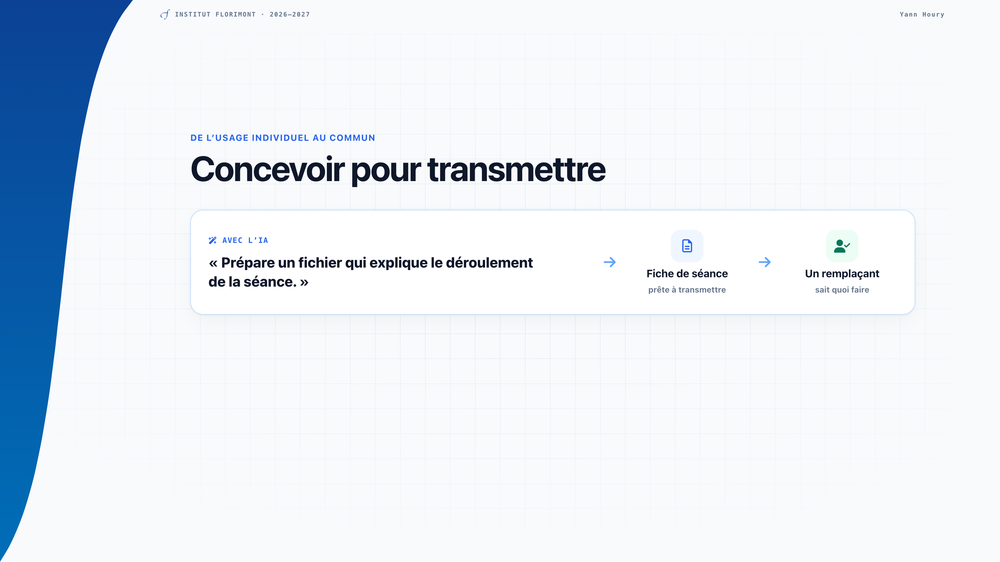 INSTITUT FLORIMONT · 2026–2027
Yann Houry
DE L’USAGE INDIVIDUEL AU COMMUN
Concevoir pour transmettre
AVEC L’IA
« Prépare un fichier qui explique le déroulement
de la séance. »
Fiche de séance
prête à transmettre
Un remplaçant
sait quoi faire